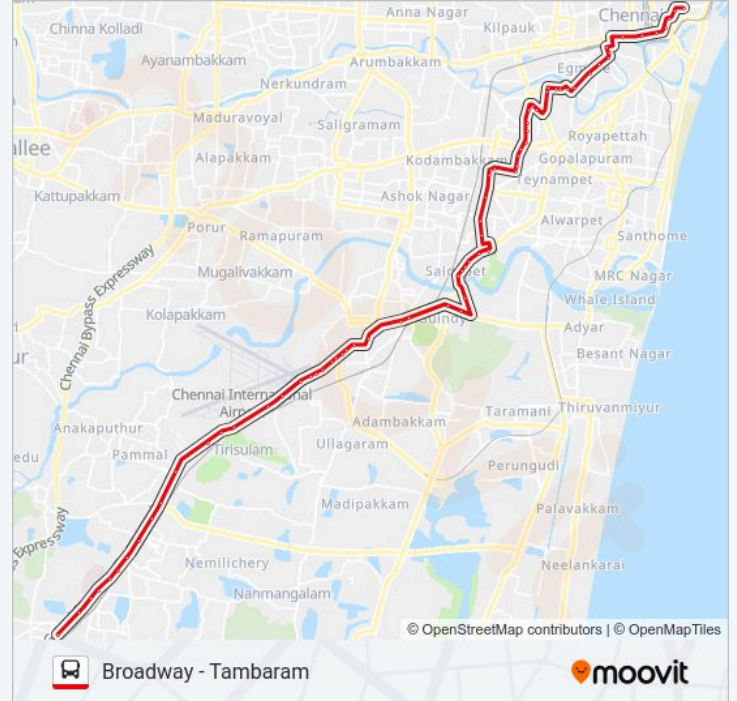 Anna Nagar
Chennai
Chinna Kolladi
Kilpauk
Ayanambakkam
Arumbakkam
Egmore
Nerkundram
Maduravoyal
Saligramam
Royapettah
allee
Alapakkam
Kodambakkam
Gopalapuram
Teynampet
Kattupakkam
Ashok Nagar
Alwarpet
Porur
Ramapuram
Santhome
Mugalivakkam
Saidapet
MRC Nagar
Whale Island
Kolapakkam
Guindy
Adyar
ur
Chennai Bypass Expressway
Besant Nagar
Chennai International
Airp
Taramani
Thiruvanmiyur
Anakaputhur
Adambakkam
edu
Pammal
Tirisulam
Ullagaram
Perungudi
Madipakkam
Palavakkam
s Expressway
Nemilichery
Neelankarai
Nanmangalam
© OpenStreetMap contributors | © OpenMapTiles
Broadway - Tambaram
moovit